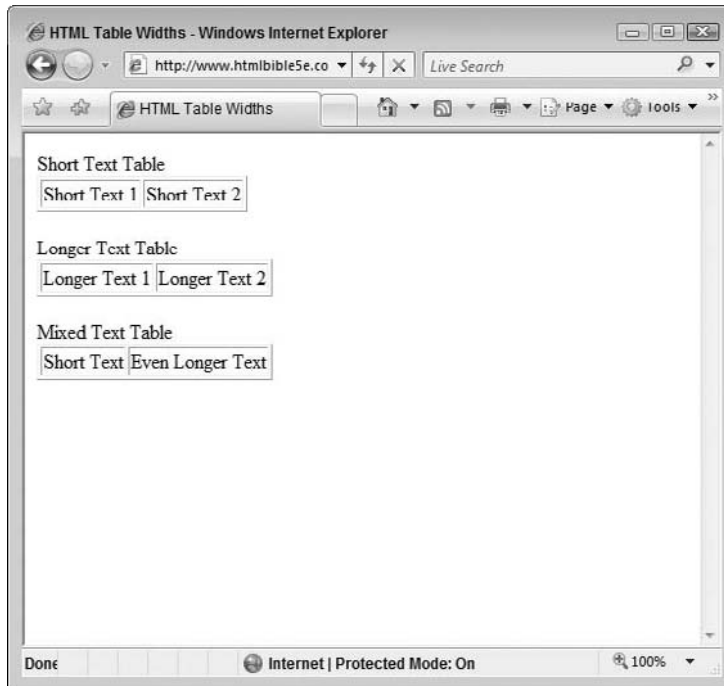 HTML Table Widths - Windows Internet Explorer
http://www.htmlbible5e.co
Live Search
HTML Table Widths
Page
Tools
Short Text Table
Short Text 1 Short Text 2
Longer Text Table
Longer Text 1 Longer Text 2
Mixed Text Table
Short Text Even Longer Text
Done
Internet | Protected Mode: On
100%